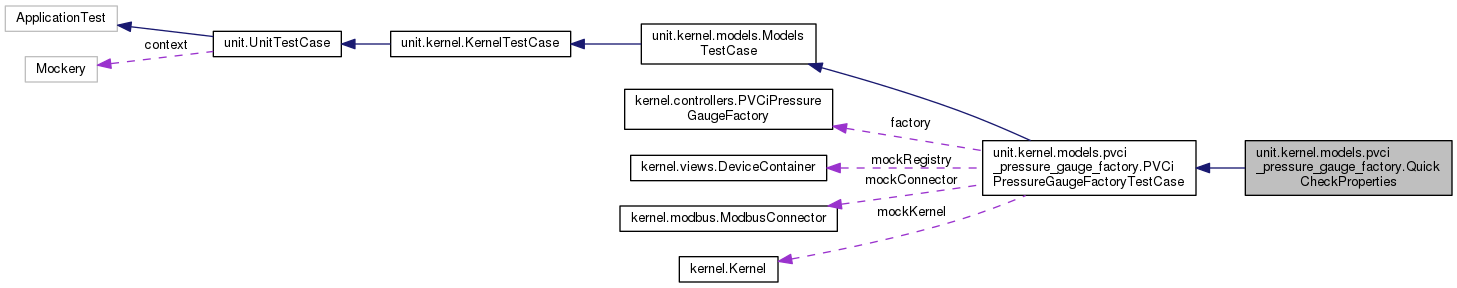 ApplicationTest
context
Mockery
unit.UnitTestCase
unit.kernel.KernelTestCase
unit.kernel.models.Models
TestCase
kernel.controllers.PVCiPressure
GaugeFactory
factory
kernel.views.DeviceContainer
mockRegistry
mockConnector
kernel.modbus.ModbusConnector
mockKernel
kernel.Kernel
unit.kernel.models.pvci
_pressure_gauge_factory.PVCi
PressureGaugeFactoryTestCase
unit.kernel.models.pvci
_pressure_gauge_factory.Quick
CheckProperties